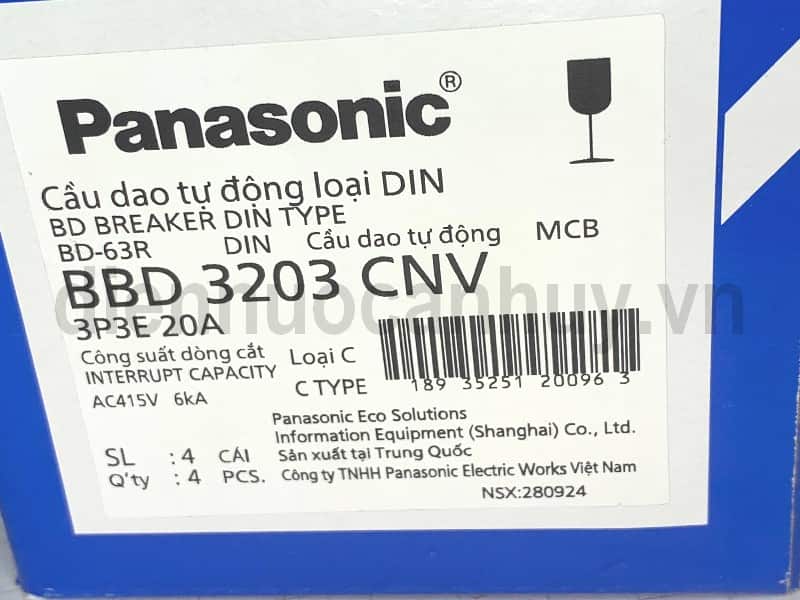 Panasonic®
Cầu dao tự động loại DIN
BD BREAKER DIN TYPE
BD-63R DIN Cầu dao tự động MCB
BBD 3203 CNV
diennuocanhuy.vn
3P3E 20A
Công suất dòng cắt Loại C
INTERRUPT CAPACITY C TYPE
AC415V 6kA
189 35251 20096 3
Panasonic Eco Solutions
Information Equipment (Shanghai) Co., Ltd.
SL : 4 CÁI Sản xuất tại Trung Quốc
Q'ty : 4 PCS. Công ty TNHH Panasonic Electric Works Việt Nam
NSX:280924